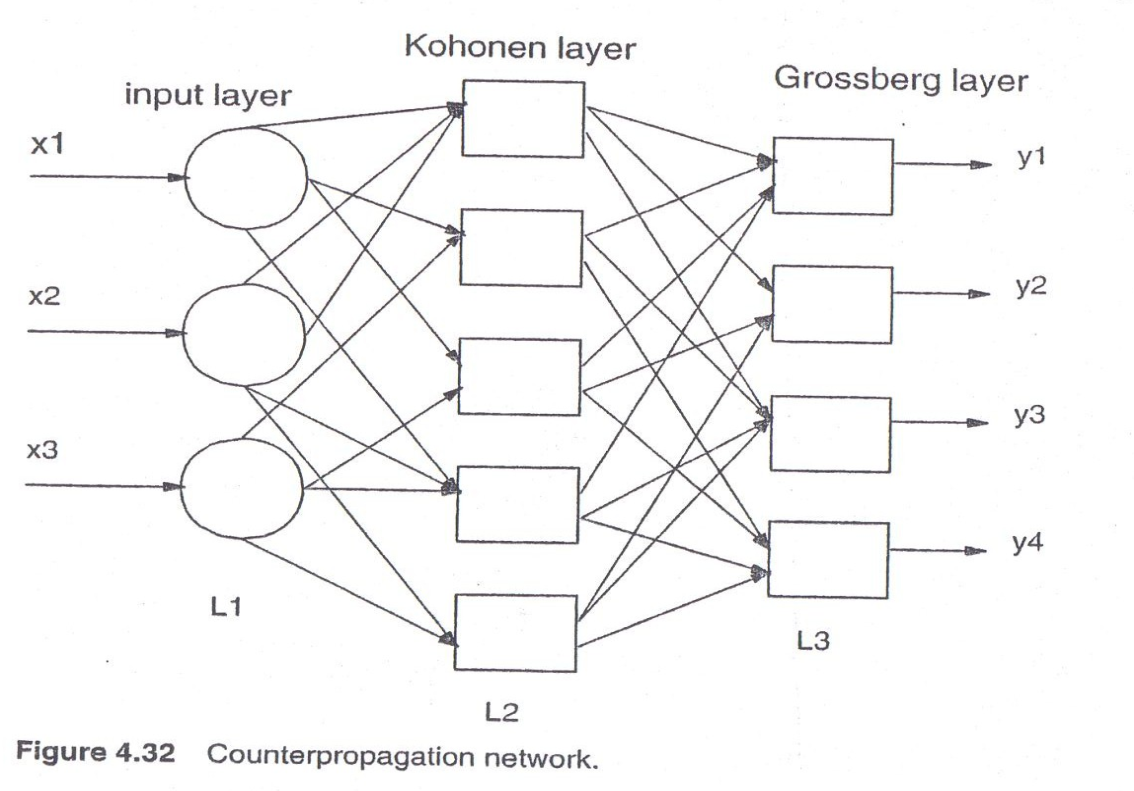 Kohonen layer
Grossberg layer
input layer
x1
y1
x2
y2
x3
y3
y4
L1
L3
L2
Figure 4.32 Counterpropagation network.